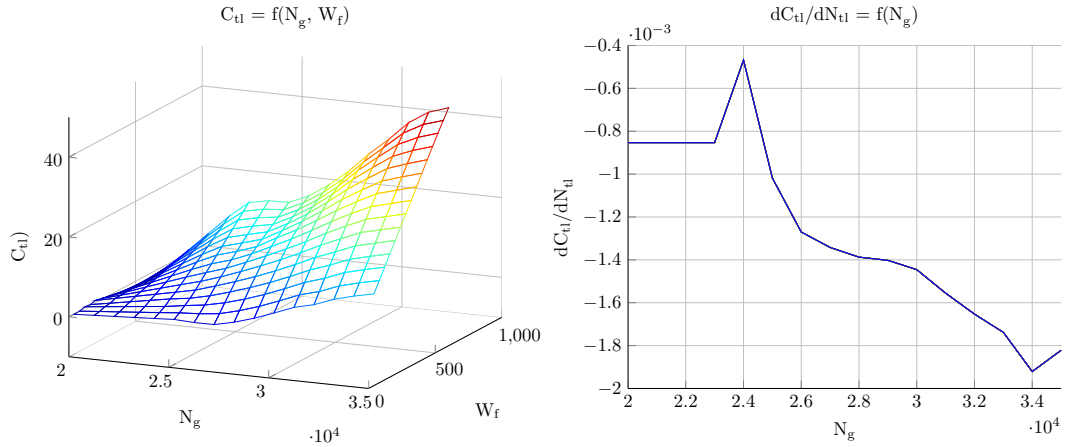 C_tl = f(N_g, W_f)
40
20
0
C_tl)
2
2.5
3
3.5
·10^4
N_g
0
500
1,000
W_f
dC_tl/dN_tl = f(N_g)
·10^−3
−0.4
−0.6
−0.8
−1
−1.2
−1.4
−1.6
−1.8
−2
dC_tl/dN_tl
2 2.2 2.4 2.6 2.8 3 3.2 3.4
·10^4
N_g